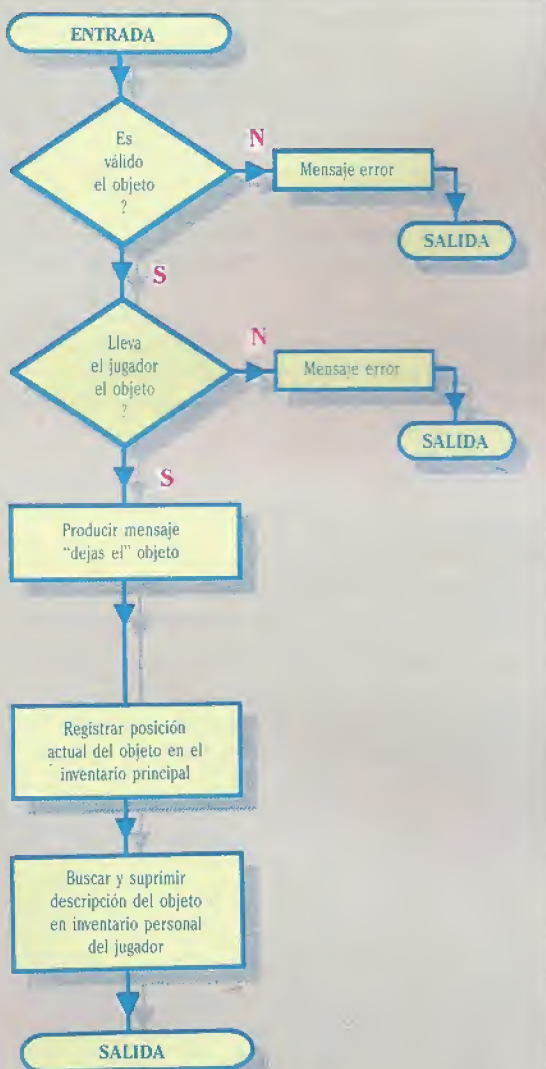 ENTRADA
Es
válido
el objeto
?
N
Mensaje error
SALIDA
S
Lleva
el jugador
el objeto
?
N
Mensaje error
SALIDA
S
Producir mensaje
"dejas el" objeto
Registrar posición
actual del objeto en el
inventario principal
Buscar y suprimir
descripción del objeto
en inventario personal
del jugador
SALIDA